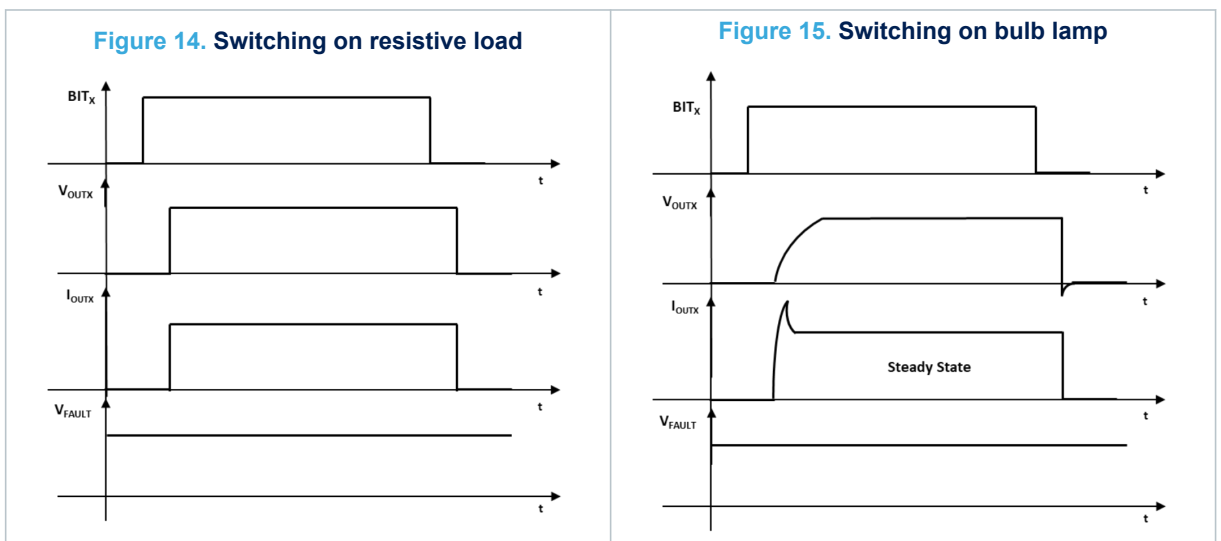 Figure 14. Switching on resistive load
BITX
t
VOUTX
t
IOUTX
t
VFAULT
t
Figure 15. Switching on bulb lamp
BITX
t
VOUTX
t
IOUTX
Steady State
t
VFAULT
t